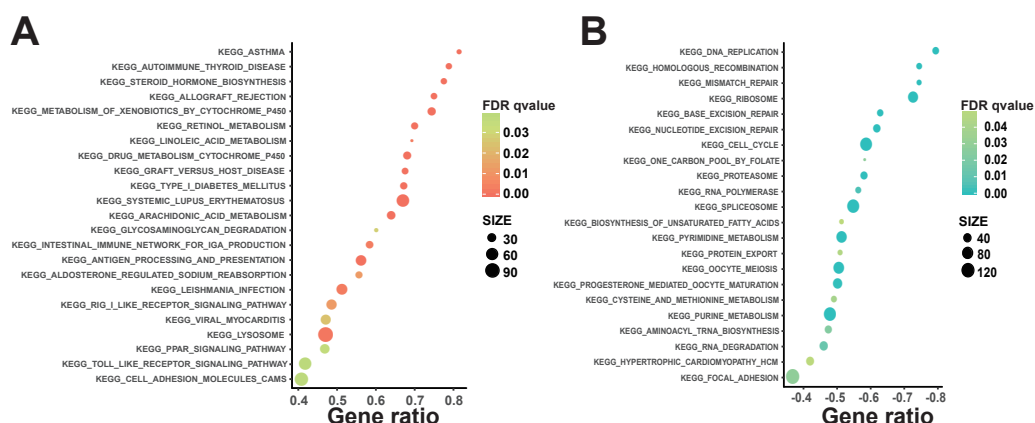 A
KEGG_ASTHMA
KEGG_AUTOIMMUNE_THYROID_DISEASE
KEGG_STEROID_HORMONE_BIOSYNTHESIS
KEGG_ALLOGRAFT_REJECTION
KEGG_METABOLISM_OF_XENOBIOTICS_BY_CYTOCHROME_P450
KEGG_RETINOL_METABOLISM
KEGG_LINOLEIC_ACID_METABOLISM
KEGG_DRUG_METABOLISM_CYTOCHROME_P450
KEGG_GRAFT_VERSUS_HOST_DISEASE
KEGG_TYPE_I_DIABETES_MELLITUS
KEGG_SYSTEMIC_LUPUS_ERYTHEMATOSUS
KEGG_ARACHIDONIC_ACID_METABOLISM
KEGG_GLYCOSAMINOGLYCAN_DEGRADATION
KEGG_INTESTINAL_IMMUNE_NETWORK_FOR_IGA_PRODUCTION
KEGG_ANTIGEN_PROCESSING_AND_PRESENTATION
KEGG_ALDOSTERONE_REGULATED_SODIUM_REABSORPTION
KEGG_LEISHMANIA_INFECTION
KEGG_RIG_I_LIKE_RECEPTOR_SIGNALING_PATHWAY
KEGG_VIRAL_MYOCARDITIS
KEGG_LYSOSOME
KEGG_PPAR_SIGNALING_PATHWAY
KEGG_TOLL_LIKE_RECEPTOR_SIGNALING_PATHWAY
KEGG_CELL_ADHESION_MOLECULES_CAMS
0.4 0.5 0.6 0.7 0.8
Gene ratio
FDR qvalue
0.03
0.02
0.01
0.00
SIZE
30
60
90
B
KEGG_DNA_REPLICATION
KEGG_HOMOLOGOUS_RECOMBINATION
KEGG_MISMATCH_REPAIR
KEGG_RIBOSOME
KEGG_BASE_EXCISION_REPAIR
KEGG_NUCLEOTIDE_EXCISION_REPAIR
KEGG_CELL_CYCLE
KEGG_ONE_CARBON_POOL_BY_FOLATE
KEGG_PROTEASOME
KEGG_RNA_POLYMERASE
KEGG_SPLICEOSOME
KEGG_BIOSYNTHESIS_OF_UNSATURATED_FATTY_ACIDS
KEGG_PYRIMIDINE_METABOLISM
KEGG_PROTEIN_EXPORT
KEGG_OOCYTE_MEIOSIS
KEGG_PROGESTERONE_MEDIATED_OOCYTE_MATURATION
KEGG_CYSTEINE_AND_METHIONINE_METABOLISM
KEGG_PURINE_METABOLISM
KEGG_AMINOACYL_TRNA_BIOSYNTHESIS
KEGG_RNA_DEGRADATION
KEGG_HYPERTROPHIC_CARDIOMYOPATHY_HCM
KEGG_FOCAL_ADHESION
-0.4 -0.5 -0.6 -0.7 -0.8
Gene ratio
FDR qvalue
0.04
0.03
0.02
0.01
0.00
SIZE
40
80
120